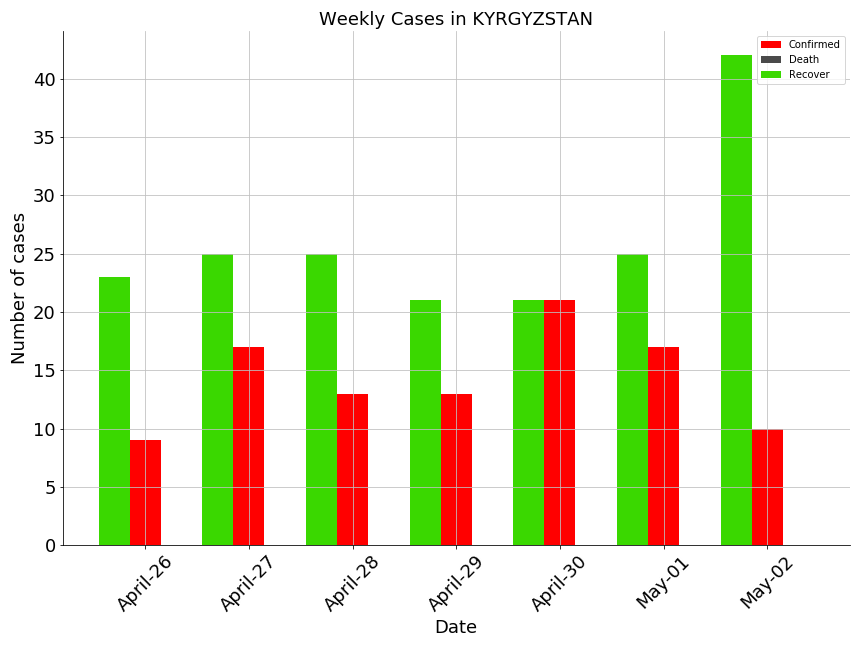 Weekly Cases in KYRGYZSTAN
Confirmed
Death
Recover
Number of cases
40
35
30
25
20
15
10
5
0
April-26
April-27
April-28
April-29
April-30
May-01
May-02
Date